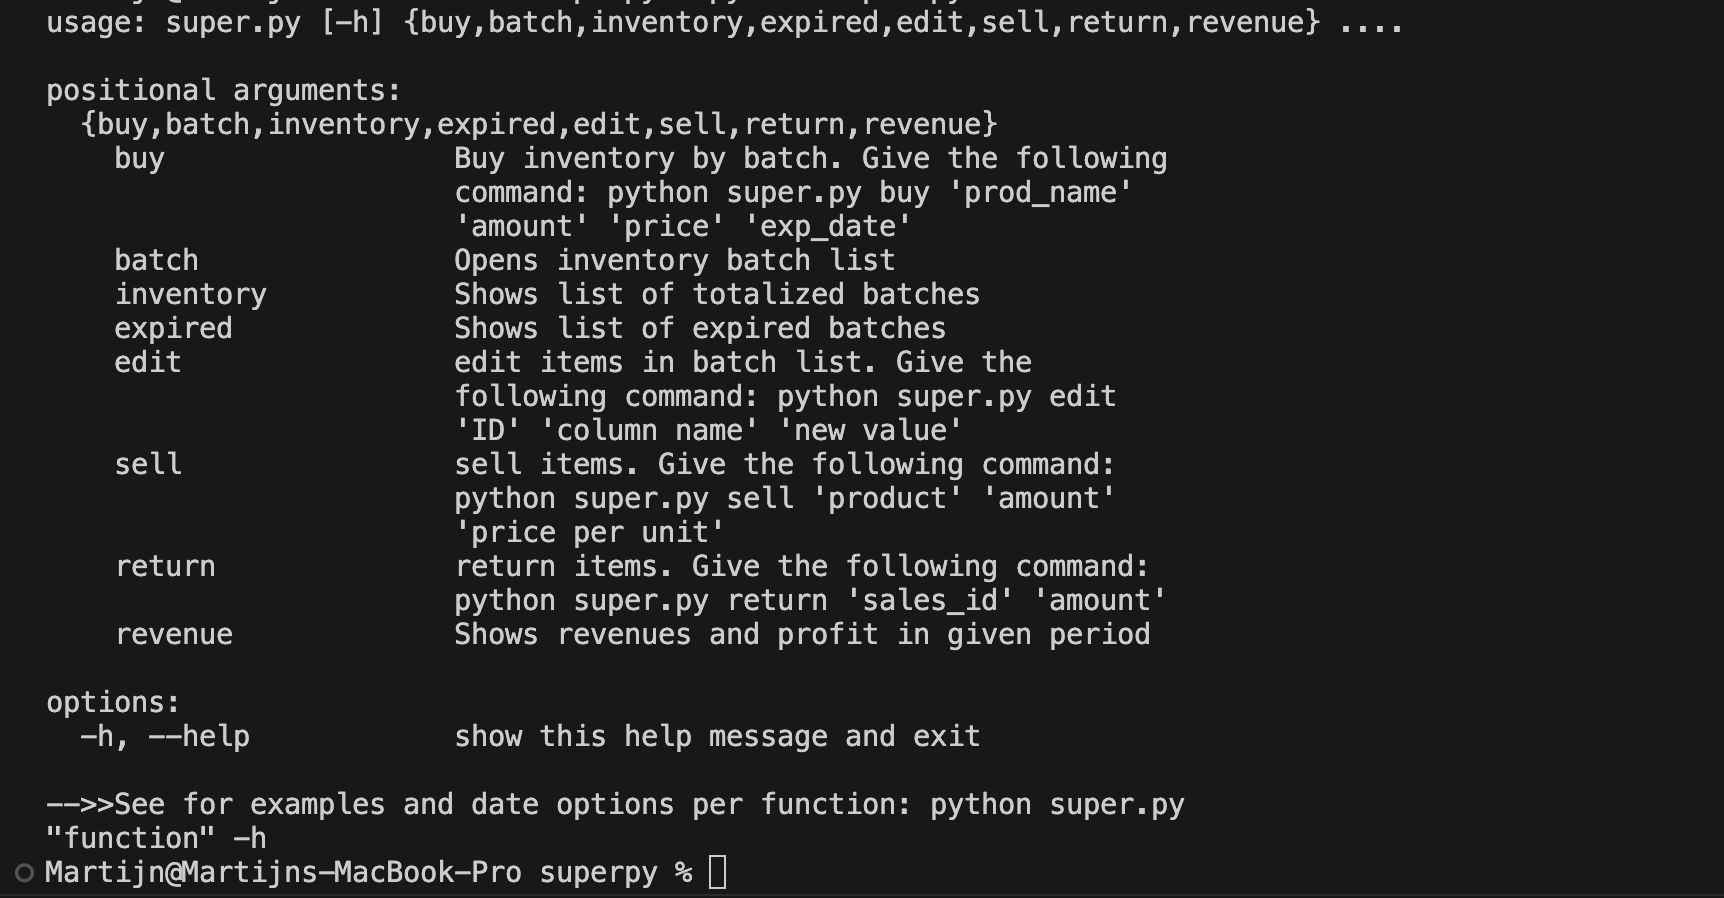 usage: super.py [-h] {buy,batch,inventory,expired,edit,sell,return,revenue} ....
positional arguments:
{buy,batch,inventory,expired,edit,sell,return,revenue}
buy Buy inventory by batch. Give the following
command: python super.py buy 'prod_name'
'amount' 'price' 'exp_date'
batch Opens inventory batch list
inventory Shows list of totalized batches
expired Shows list of expired batches
edit edit items in batch list. Give the
following command: python super.py edit
'ID' 'column name' 'new value'
sell sell items. Give the following command:
python super.py sell 'product' 'amount'
'price per unit'
return return items. Give the following command:
python super.py return 'sales_id' 'amount'
revenue Shows revenues and profit in given period
options:
-h, --help show this help message and exit
-->>See for examples and date options per function: python super.py
"function" -h
Martijn@Martijns-MacBook-Pro superpy %